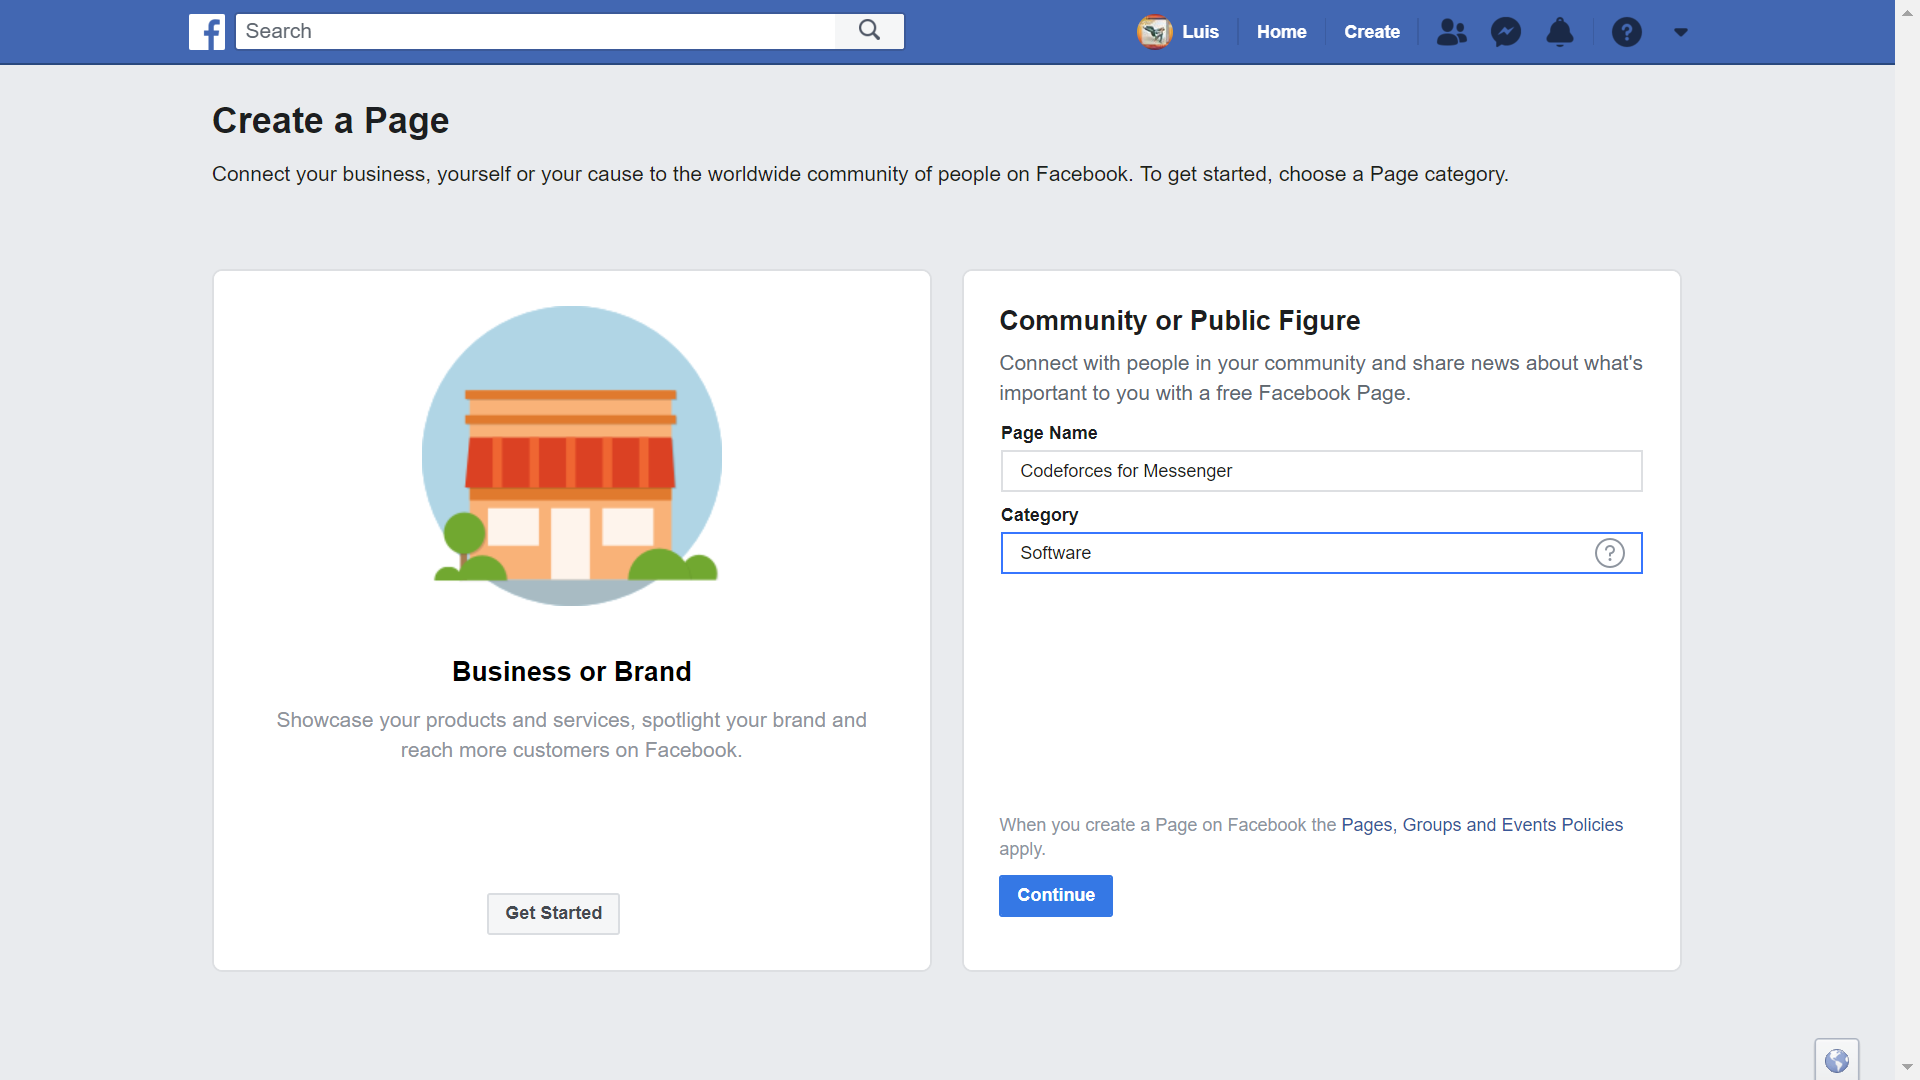 Search
Luis
Home
Create
Create a Page
Connect your business, yourself or your cause to the worldwide community of people on Facebook. To get started, choose a Page category.
Business or Brand
Showcase your products and services, spotlight your brand and
reach more customers on Facebook.
Get Started
Community or Public Figure
Connect with people in your community and share news about what's
important to you with a free Facebook Page.
Page Name
Codeforces for Messenger
Category
Software
When you create a Page on Facebook the Pages, Groups and Events Policies
apply.
Continue